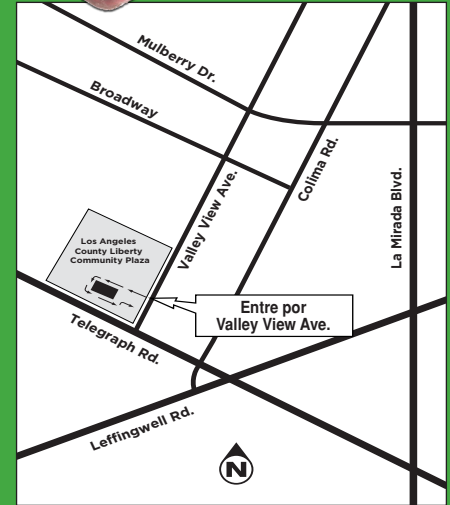 Mulberry Dr.
Broadway
Valley View Ave.
Colima Rd.
La Mirada Blvd.
Los Angeles
County Liberty
Community Plaza
Entre por
Valley View Ave.
Telegraph Rd.
Leffingwell Rd.
N